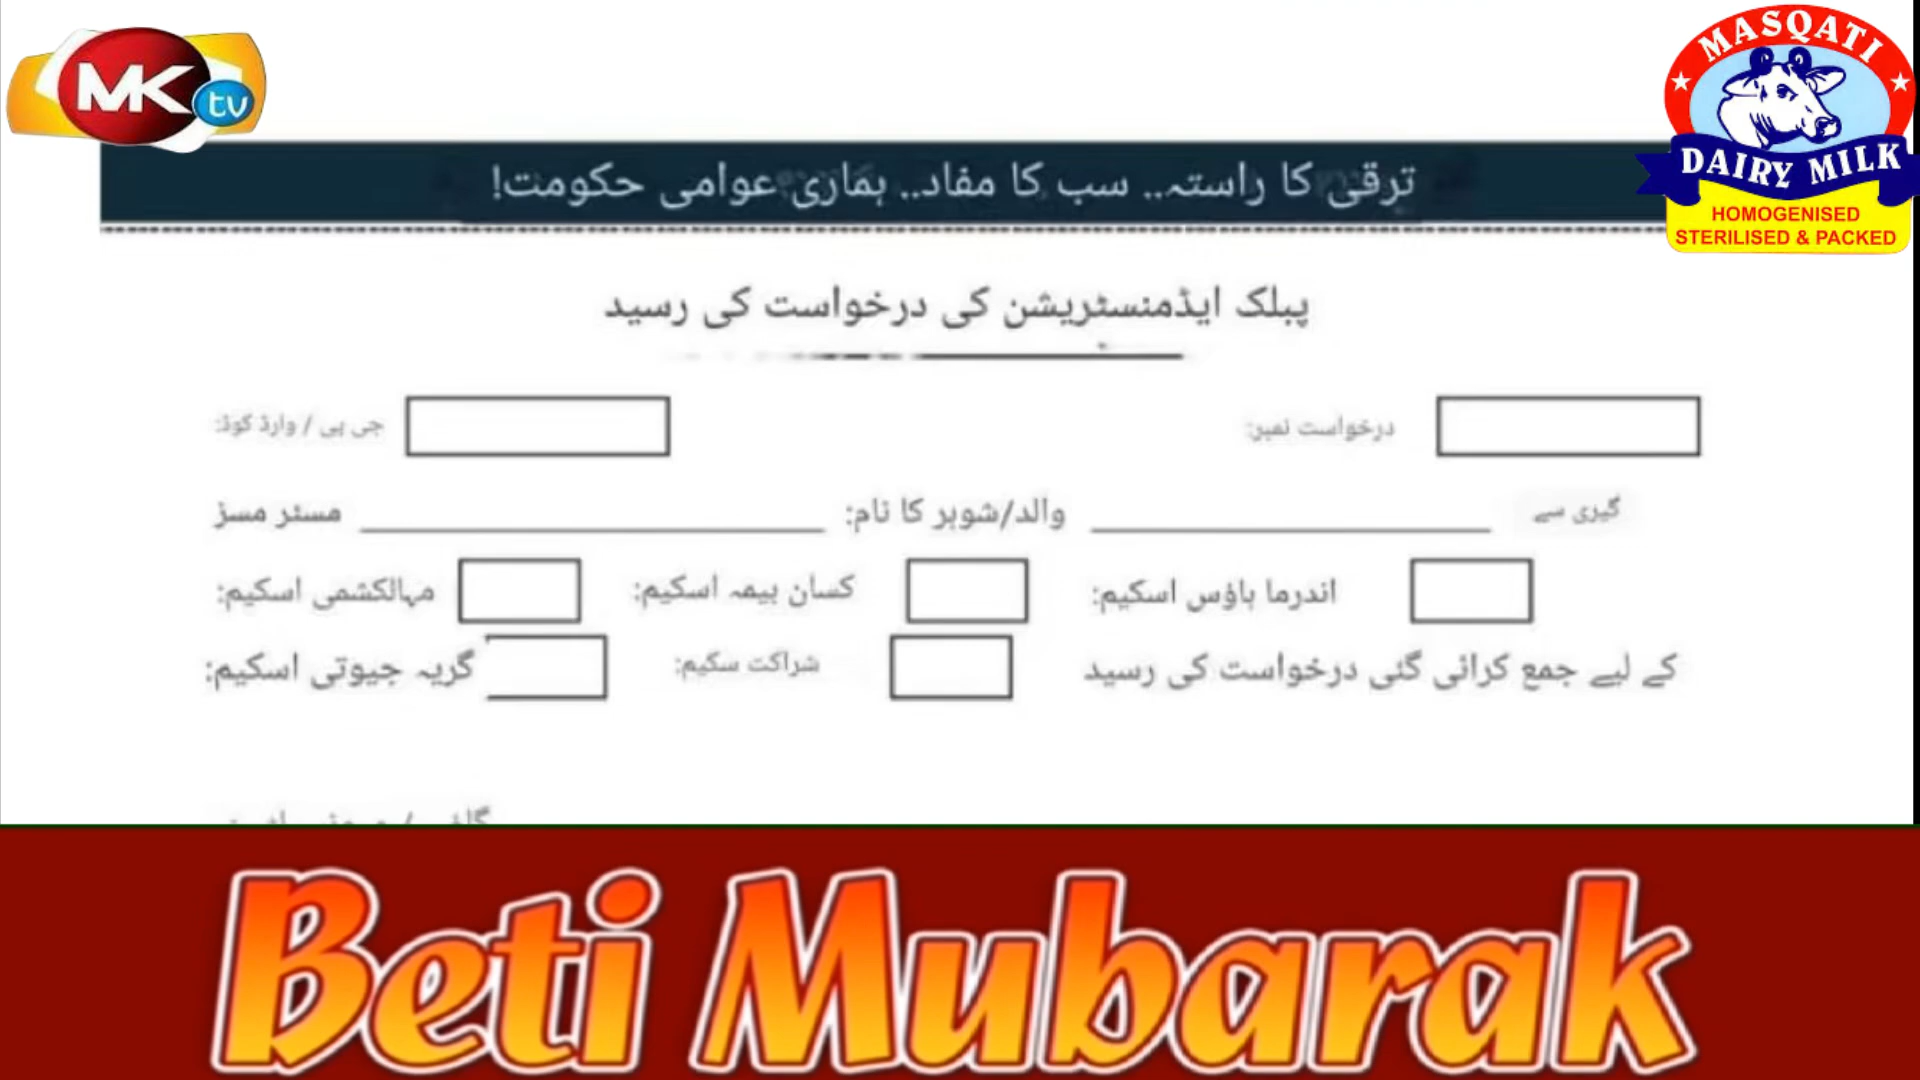 MK tv
MASQATI
DAIRY MILK
HOMOGENISED
STERILISED & PACKED
ترقی کا راستہ.. سب کا مفاد.. ہماری عوامی حکومت!
پبلک ایڈمنسٹریشن کی درخواست کی رسید
درخواست نمبر:
جی پی / وارڈ کوڈ:
گیری سے
والد/شوہر کا نام:
مسٹر مسز
اندرما ہاؤس اسکیم:
کسان بیمہ اسکیم:
مہالکشمی اسکیم:
کے لیے جمع کرائی گئی درخواست کی رسید
شراکت سکیم:
گریہ جیوتی اسکیم:
Beti Mubarak